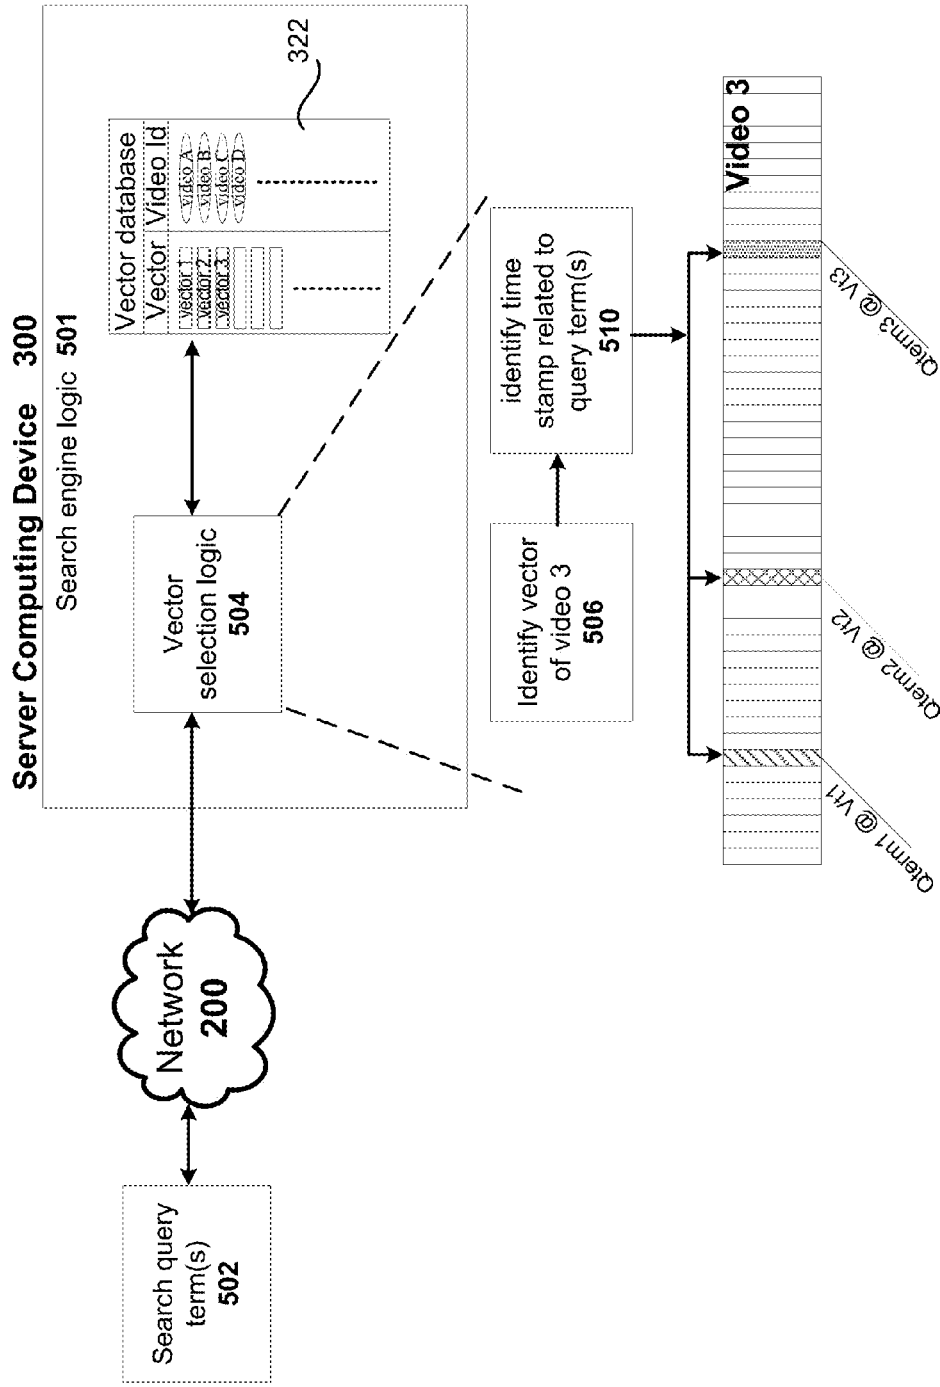 Server Computing Device 300
Search engine logic 501
Search query
term(s)
502
Network
200
Vector
selection logic
504
Vector database
Vector Video Id
vector 1 video A
vector 2 video B
vector 3 video C
video D
322
Identify vector
of video 3
506
identify time
stamp related to
query term(s)
510
Video 3
Qterm1 @ Vt1
Qterm2 @ Vt2
Qterm3 @ Vt3